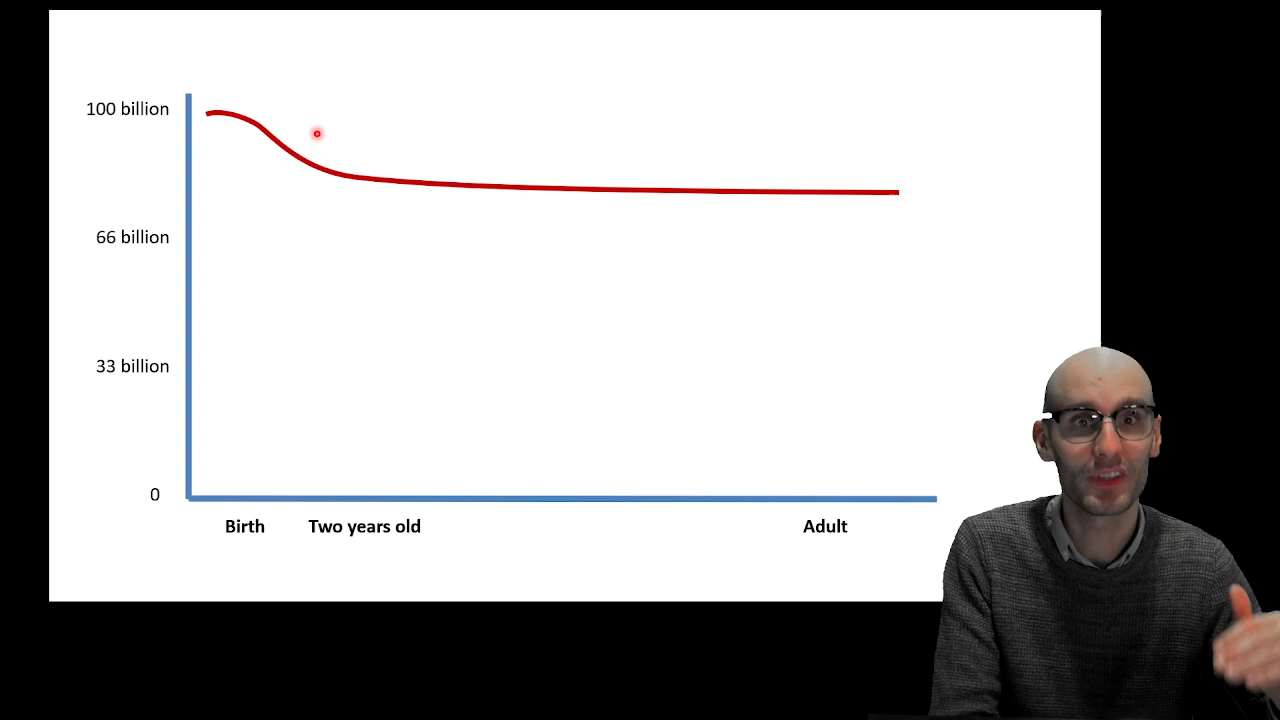 100 billion
66 billion
33 billion
0
Birth
Two years old
Adult